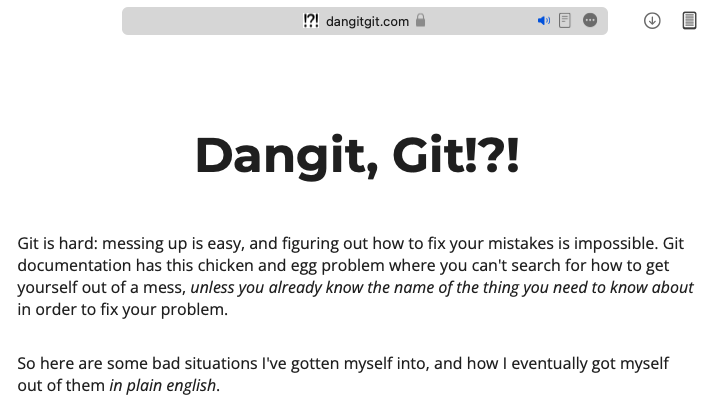 !?! dangitgit.com
Dangit, Git!?!
Git is hard: messing up is easy, and figuring out how to fix your mistakes is impossible. Git
documentation has this chicken and egg problem where you can't search for how to get
yourself out of a mess, unless you already know the name of the thing you need to know about
in order to fix your problem.
So here are some bad situations I've gotten myself into, and how I eventually got myself
out of them in plain english.